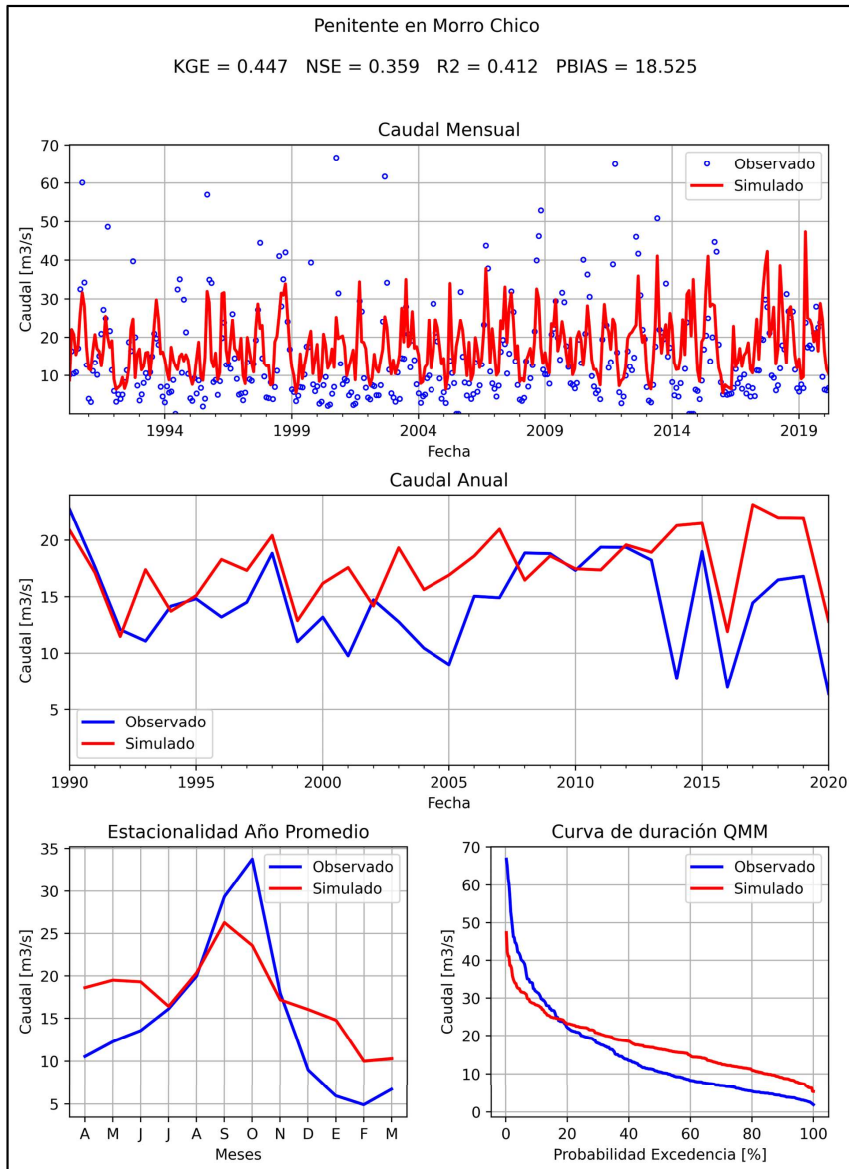 Penitente en Morro Chico
KGE = 0.447 NSE = 0.359 R2 = 0.412 PBIAS = 18.525
Caudal Mensual
Caudal [m3/s]
70
60
50
40
30
20
10
Observado
Simulado
1994 1999 2004 2009 2014 2019
Fecha
Caudal Anual
Caudal [m3/s]
20
15
10
5
Observado
Simulado
1990 1995 2000 2005 2010 2015 2020
Fecha
Estacionalidad Año Promedio
Caudal [m3/s]
35
30
25
20
15
10
5
Observado
Simulado
A M J J A S O N D E F M
Meses
Curva de duración QMM
Caudal [m3/s]
70
60
50
40
30
20
10
0
Observado
Simulado
0 20 40 60 80 100
Probabilidad Excedencia [%]